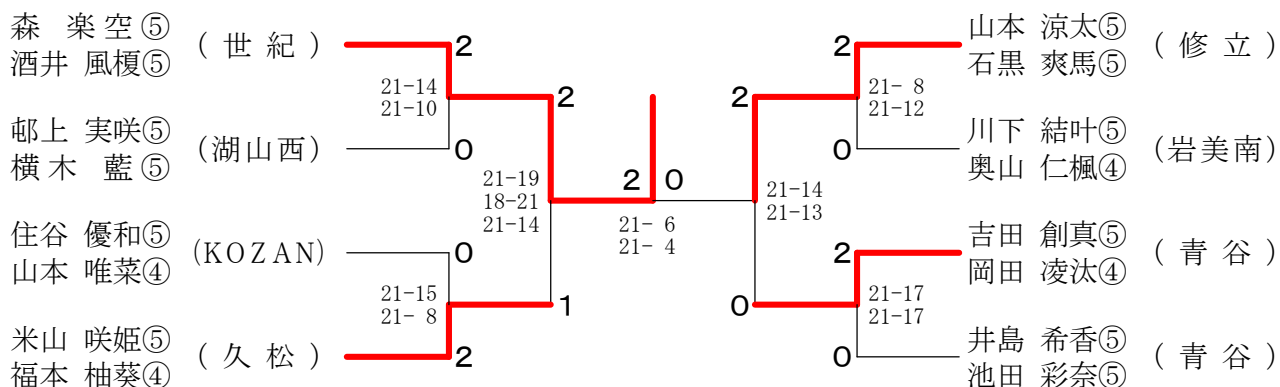 森 楽空⑤
酒井 風榎⑤
(世紀)
2
21-14
21-10
邨上 実咲⑤
横木 藍⑤
(湖山西)
0
2
21-19
18-21
21-14
住谷 優和⑤
山本 唯菜④
(KOZAN)
0
21-15
21- 8
米山 咲姫⑤
福本 柚葵④
(久松)
2
1
2 0
21- 6
21- 4
山本 涼太⑤
石黒 爽馬⑤
(修立)
2
21- 8
21-12
川下 結叶⑤
奥山 仁楓④
(岩美南)
0
2
21-14
21-13
吉田 創真⑤
岡田 凌汰④
(青谷)
2
21-17
21-17
井島 希香⑤
池田 彩奈⑤
(青谷)
0
0